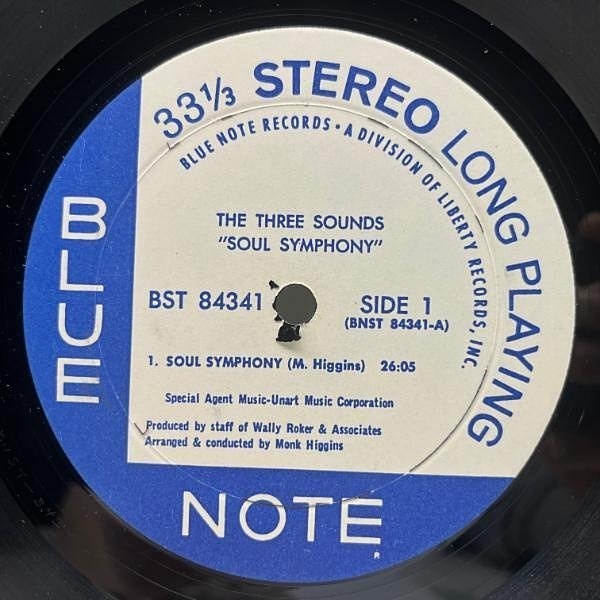 33⅓ STEREO LONG PLAYING
BLUE NOTE RECORDS • A DIVISION OF LIBERTY RECORDS, INC.
THE THREE SOUNDS
"SOUL SYMPHONY"
BST 84341
SIDE 1
(BNST 84341-A)
1. SOUL SYMPHONY (M. Higgins) 26:05
Special Agent Music-Unart Music Corporation
Produced by staff of Wally Roker & Associates
Arranged & conducted by Monk Higgins
BLUE
NOTE